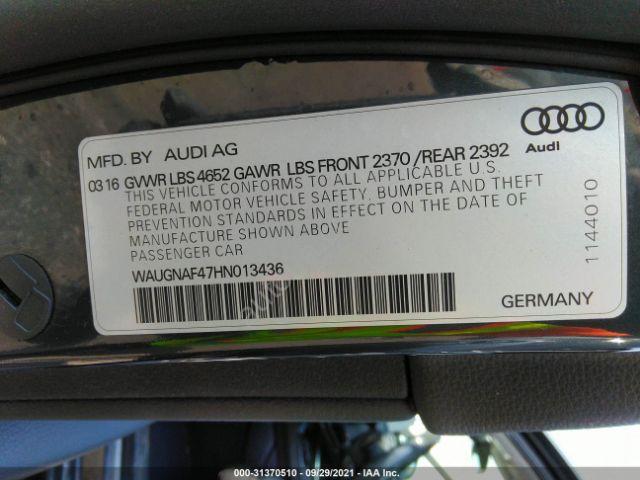 MFD. BY AUDI AG
Audi
03 16 GVWR LBS 4652 GAWR LBS FRONT 2370 /REAR 2392
THIS VEHICLE CONFORMS TO ALL APPLICABLE U.S.
FEDERAL MOTOR VEHICLE SAFETY, BUMPER AND THEFT
PREVENTION STANDARDS IN EFFECT ON THE DATE OF
MANUFACTURE SHOWN ABOVE
PASSENGER CAR
WAUGNAF47HN013436
GERMANY
1144010
000-31370510 - 09/29/2021 - IAA Inc.